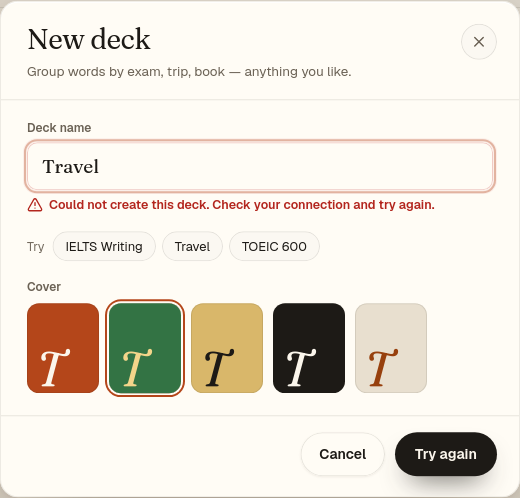 New deck
Group words by exam, trip, book — anything you like.
Deck name
Travel
Could not create this deck. Check your connection and try again.
Try IELTS Writing Travel TOEIC 600
Cover
T T T T T
Cancel Try again